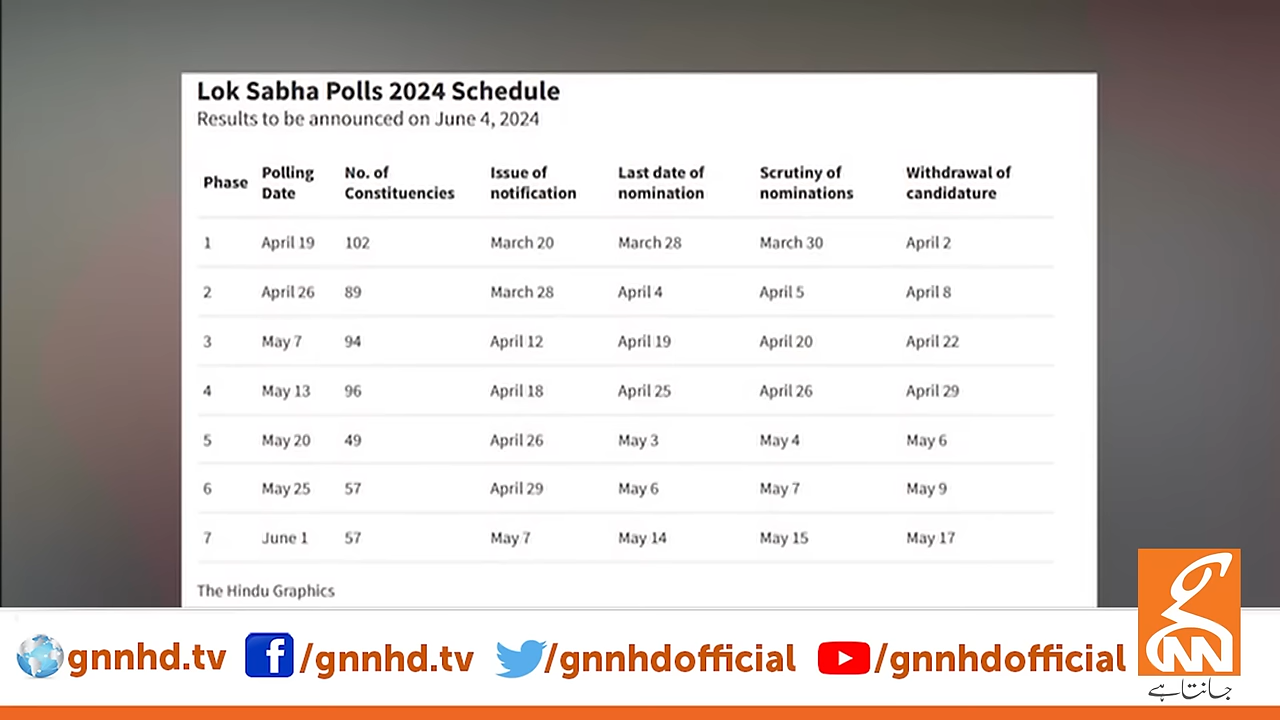 Lok Sabha Polls 2024 Schedule
Results to be announced on June 4, 2024
Phase Polling Date No. of Constituencies Issue of notification Last date of nomination Scrutiny of nominations Withdrawal of candidature
1 April 19 102 March 20 March 28 March 30 April 2
2 April 26 89 March 28 April 4 April 5 April 8
3 May 7 94 April 12 April 19 April 20 April 22
4 May 13 96 April 18 April 25 April 26 April 29
5 May 20 49 April 26 May 3 May 4 May 6
6 May 25 57 April 29 May 6 May 7 May 9
7 June 1 57 May 7 May 14 May 15 May 17
The Hindu Graphics
gnnhd.tv /gnnhd.tv /gnnhdofficial /gnnhdofficial
GNN
جانتا ہے